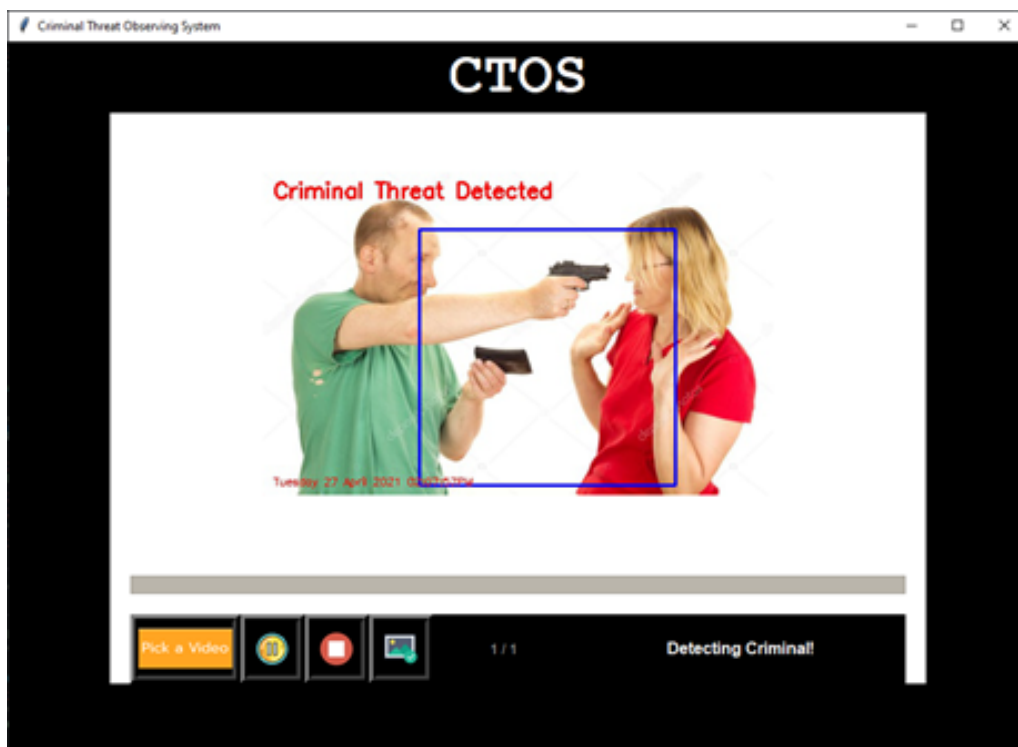 Criminal Threat Observing System
CTOS
Criminal Threat Detected
Tuesday 27 April 2021
Pick a Video
1 / 1
Detecting Criminal!